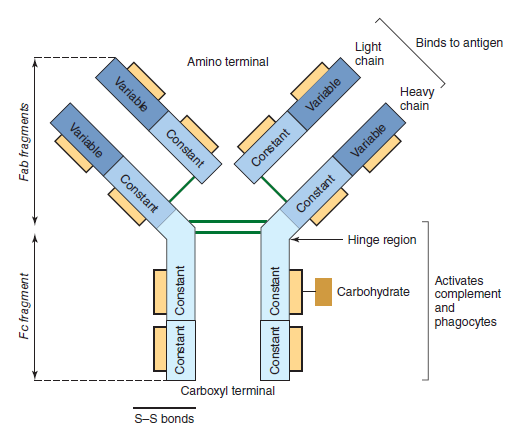 Light
chain
Binds to antigen
Amino terminal
Heavy
chain
Variable
Constant
Variable
Constant
Variable
Constant
Variable
Constant
Fab fragments
Hinge region
Fc fragment
Constant
Constant
Carbohydrate
Activates
complement
and
phagocytes
Constant
Constant
Carboxyl terminal
S–S bonds